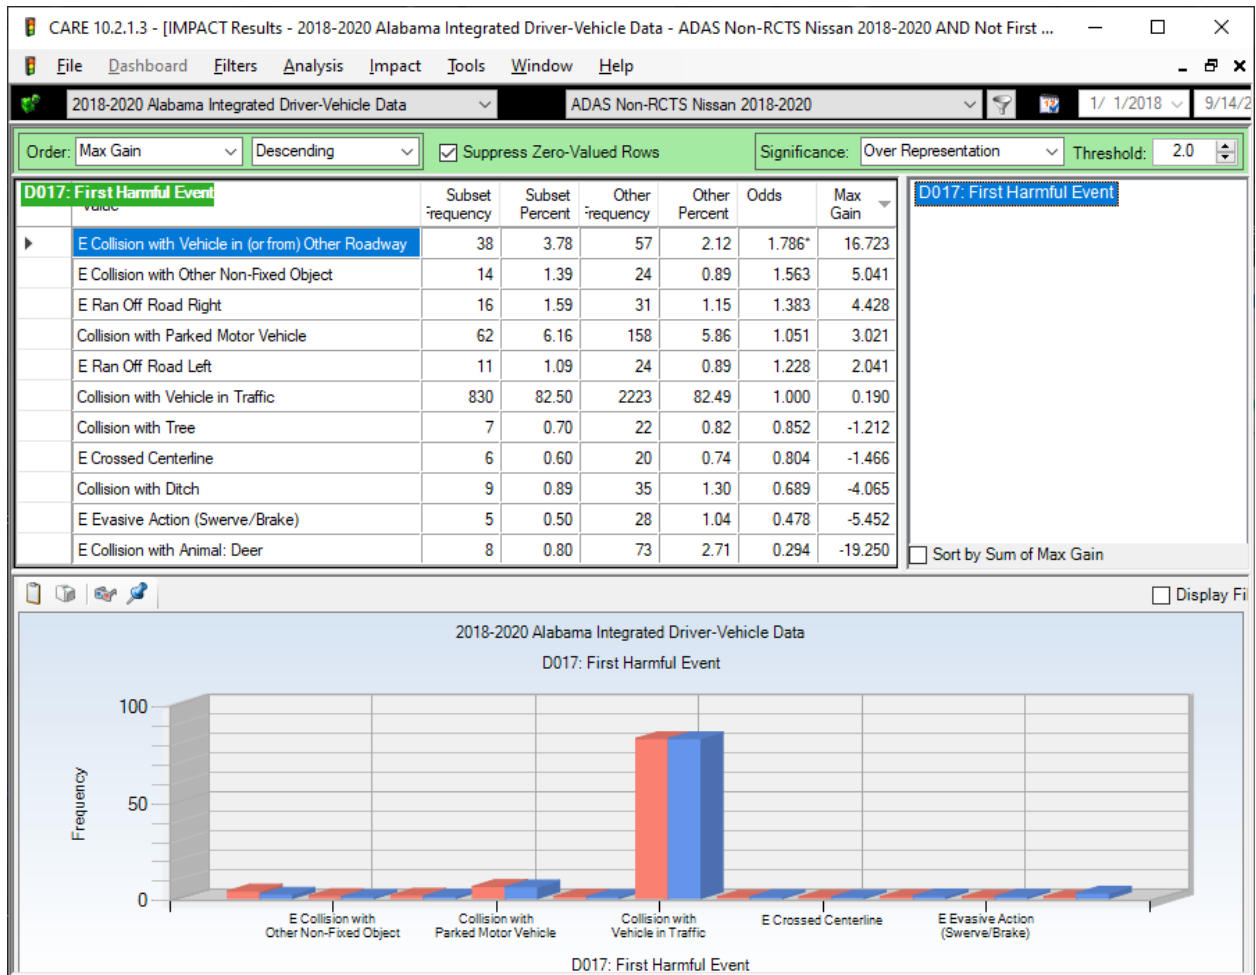 CARE 10.2.1.3 - [IMPACT Results - 2018-2020 Alabama Integrated Driver-Vehicle Data - ADAS Non-RCTS Nissan 2018-2020 AND Not First ...
File Dashboard Filters Analysis Impact Tools Window Help
2018-2020 Alabama Integrated Driver-Vehicle Data ADAS Non-RCTS Nissan 2018-2020 1/ 1/2018 9/14/2
Order: Max Gain Descending Suppress Zero-Valued Rows Significance: Over Representation Threshold: 2.0
D017: First Harmful Event Subset Frequency Subset Percent Other Frequency Other Percent Odds Max Gain D017: First Harmful Event
E Collision with Vehicle in (or from) Other Roadway 38 3.78 57 2.12 1.786* 16.723
E Collision with Other Non-Fixed Object 14 1.39 24 0.89 1.563 5.041
E Ran Off Road Right 16 1.59 31 1.15 1.383 4.428
Collision with Parked Motor Vehicle 62 6.16 158 5.86 1.051 3.021
E Ran Off Road Left 11 1.09 24 0.89 1.228 2.041
Collision with Vehicle in Traffic 830 82.50 2223 82.49 1.000 0.190
Collision with Tree 7 0.70 22 0.82 0.852 -1.212
E Crossed Centerline 6 0.60 20 0.74 0.804 -1.466
Collision with Ditch 9 0.89 35 1.30 0.689 -4.065
E Evasive Action (Swerve/Brake) 5 0.50 28 1.04 0.478 -5.452
E Collision with Animal: Deer 8 0.80 73 2.71 0.294 -19.250
Sort by Sum of Max Gain
Display Fi
2018-2020 Alabama Integrated Driver-Vehicle Data
D017: First Harmful Event
100
50
0
Frequency
E Collision with
Other Non-Fixed Object
Collision with
Parked Motor Vehicle
Collision with
Vehicle in Traffic
E Crossed Centerline
E Evasive Action
(Swerve/Brake)
D017: First Harmful Event